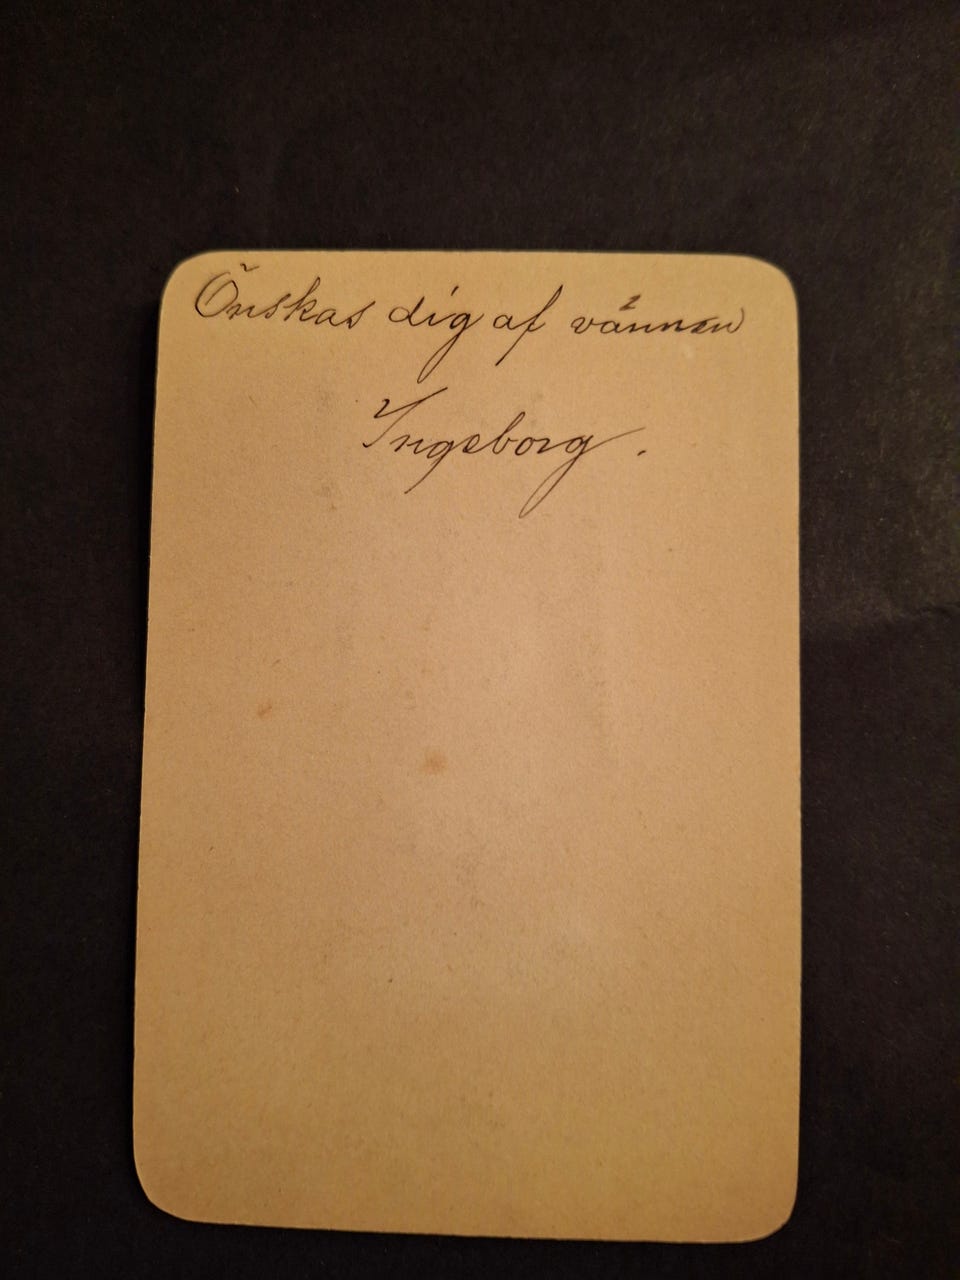 Önskas dig af vännen
Ingeborg.